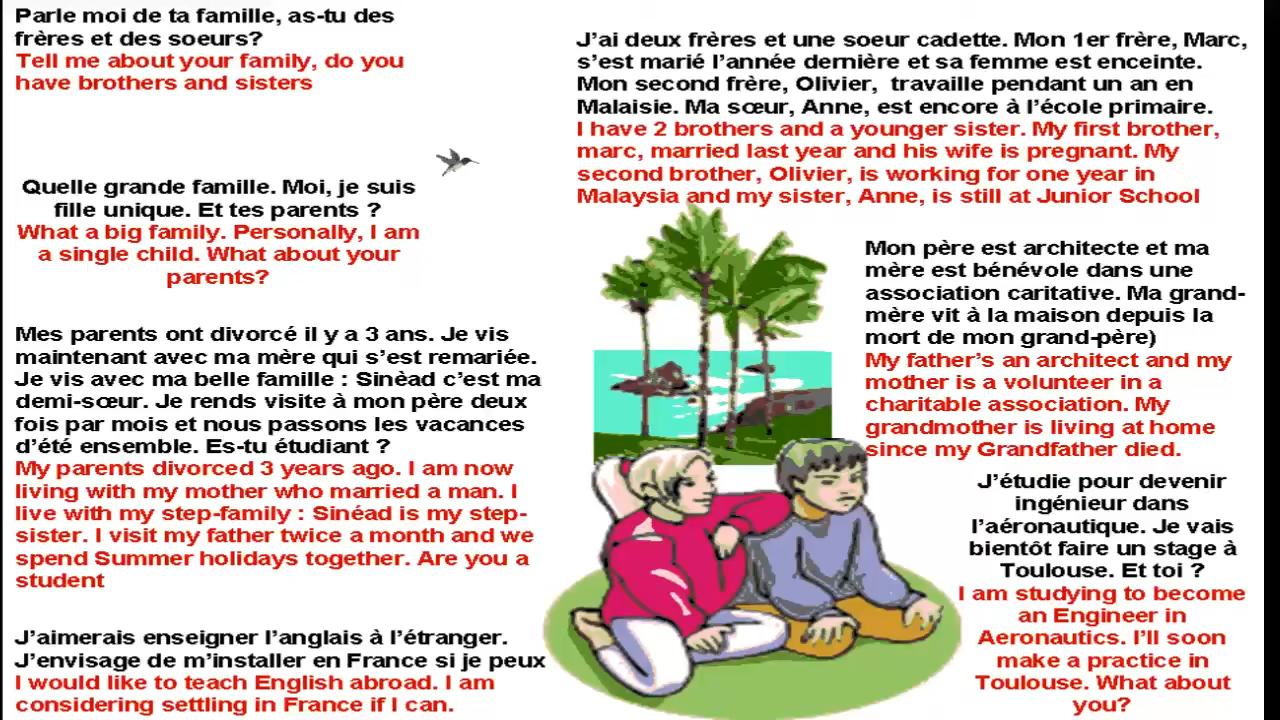 Parle moi de ta famille, as-tu des
frères et des soeurs?
Tell me about your family, do you
have brothers and sisters
J'ai deux frères et une soeur cadette. Mon 1er frère, Marc,
s'est marié l'année dernière et sa femme est enceinte.
Mon second frère, Olivier, travaille pendant un an en
Malaisie. Ma sœur, Anne, est encore à l'école primaire.
I have 2 brothers and a younger sister. My first brother,
marc, married last year and his wife is pregnant. My
second brother, Olivier, is working for one year in
Malaysia and my sister, Anne, is still at Junior School
Quelle grande famille. Moi, je suis
fille unique. Et tes parents ?
What a big family. Personally, I am
a single child. What about your
parents?
Mon père est architecte et ma
mère est bénévole dans une
association caritative. Ma grand-
mère vit à la maison depuis la
mort de mon grand-père)
My father's an architect and my
mother is a volunteer in a
charitable association. My
grandmother is living at home
since my Grandfather died.
Mes parents ont divorcé il y a 3 ans. Je vis
maintenant avec ma mère qui s'est remariée.
Je vis avec ma belle famille : Sinèad c'est ma
demi-sœur. Je rends visite à mon père deux
fois par mois et nous passons les vacances
d'été ensemble. Es-tu étudiant ?
My parents divorced 3 years ago. I am now
living with my mother who married a man. I
live with my step-family : Sinéad is my step-
sister. I visit my father twice a month and we
spend Summer holidays together. Are you a
student
J'étudie pour devenir
ingénieur dans
l'aéronautique. Je vais
bientôt faire un stage à
Toulouse. Et toi ?
I am studying to become
an Engineer in
Aeronautics. I'll soon
make a practice in
Toulouse. What about
you?
J'aimerais enseigner l'anglais à l'étranger.
J'envisage de m'installer en France si je peux
I would like to teach English abroad. I am
considering settling in France if I can.